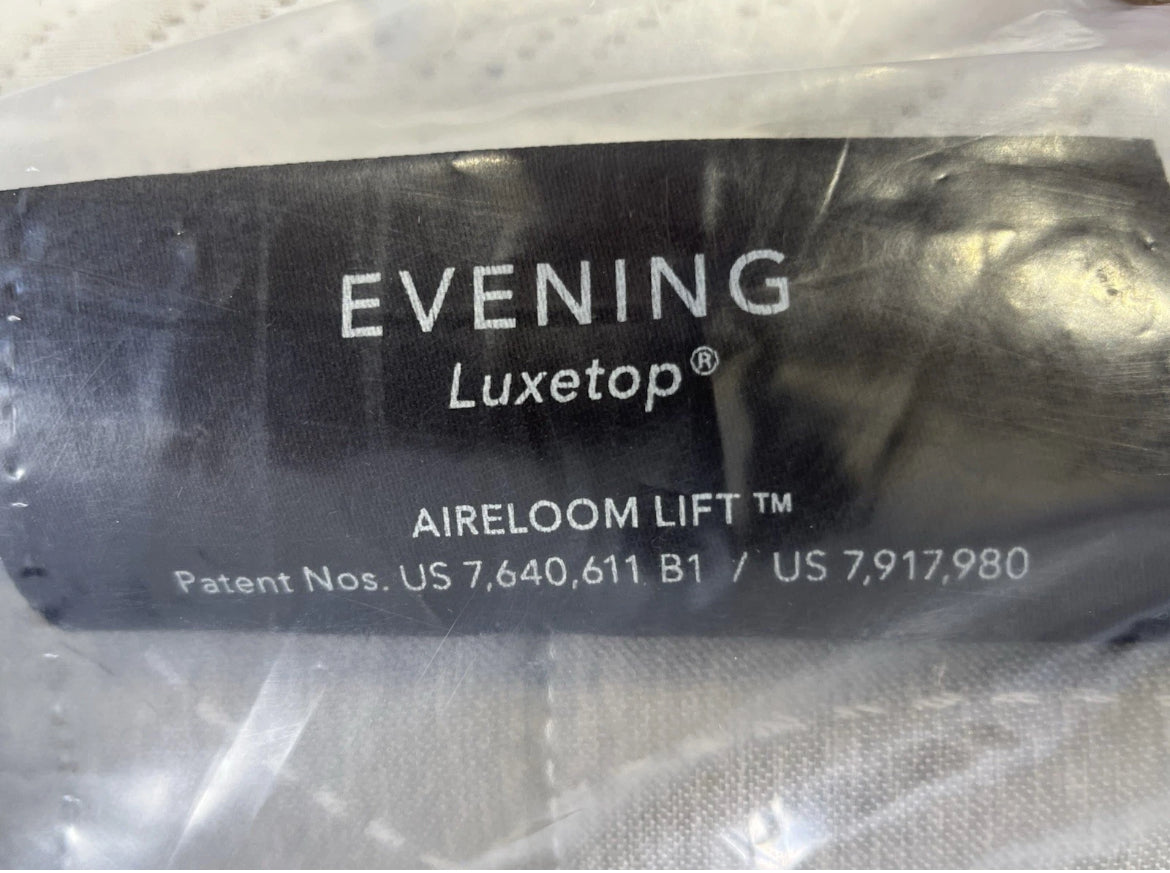 EVENING
Luxetop®
AIRELOOM LIFT ™
Patent Nos. US 7,640,611 B1 / US 7,917,980